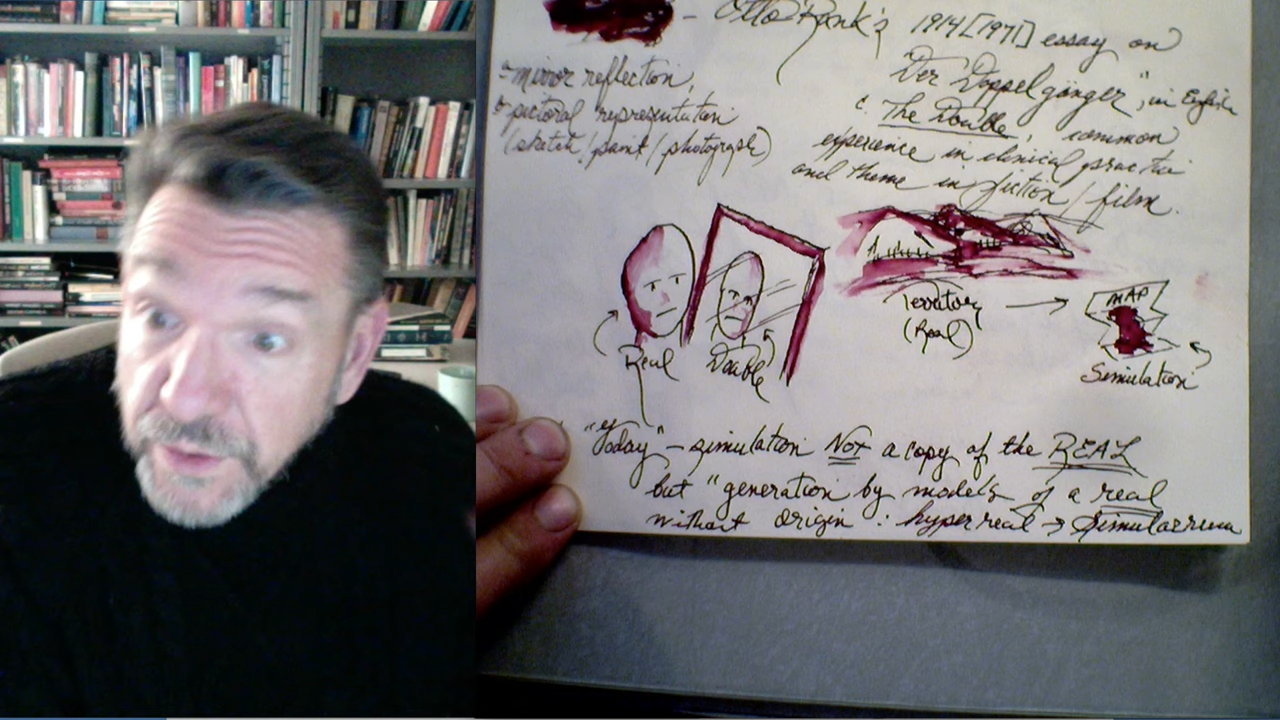 - Otto Rank's 1914 [1971] essay on
"Der Doppelgänger", in English
mirror reflection,
pictoral representation
(sketch/paint/photograph)
c. The Double, common
experience in clinical practice
and theme in fiction/film.
Real
Double
Territory
(Real)
MAP
Simulation
"Today" - simulation Not a copy of the REAL
but "generation by models of a real
without origin : hyperreal → Simulacrum